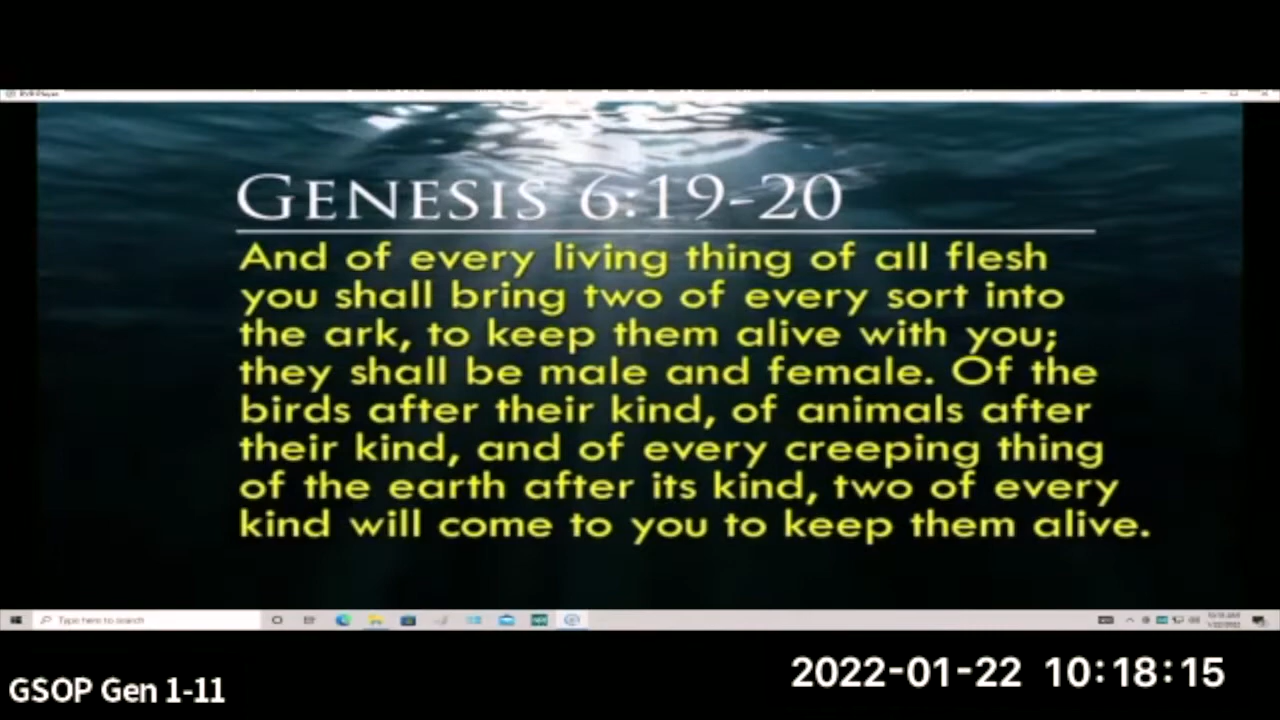 GENESIS 6:19-20
And of every living thing of all flesh
you shall bring two of every sort into
the ark, to keep them alive with you;
they shall be male and female. Of the
birds after their kind, of animals after
their kind, and of every creeping thing
of the earth after its kind, two of every
kind will come to you to keep them alive.
Type here to search
GSOP Gen 1-11
2022-01-22 10:18:15